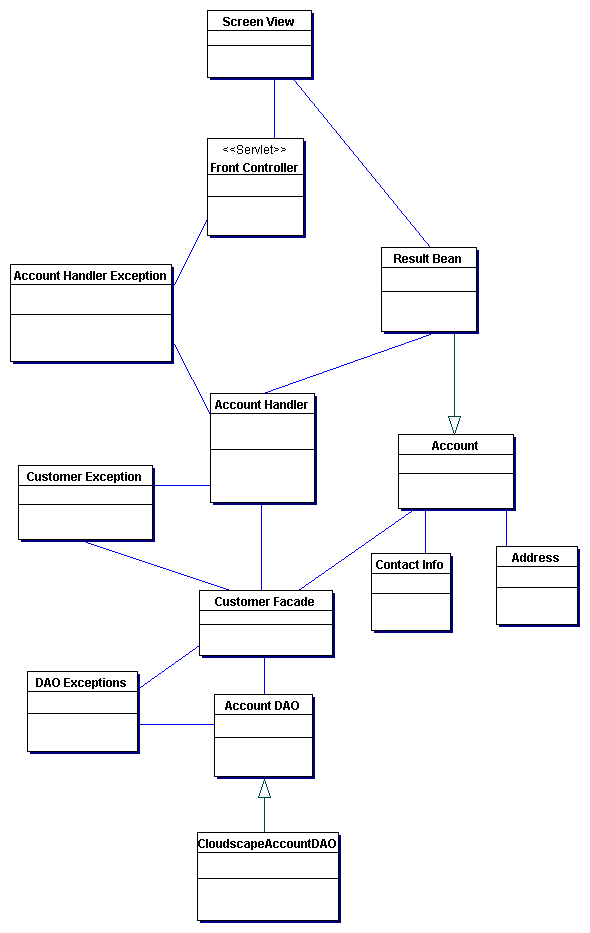 Screen View
<<Servlet>>
Front Controller
Result Bean
Account Handler Exception
Account Handler
Account
Customer Exception
Contact Info
Address
Customer Facade
DAO Exceptions
Account DAO
CloudscapeAccountDAO